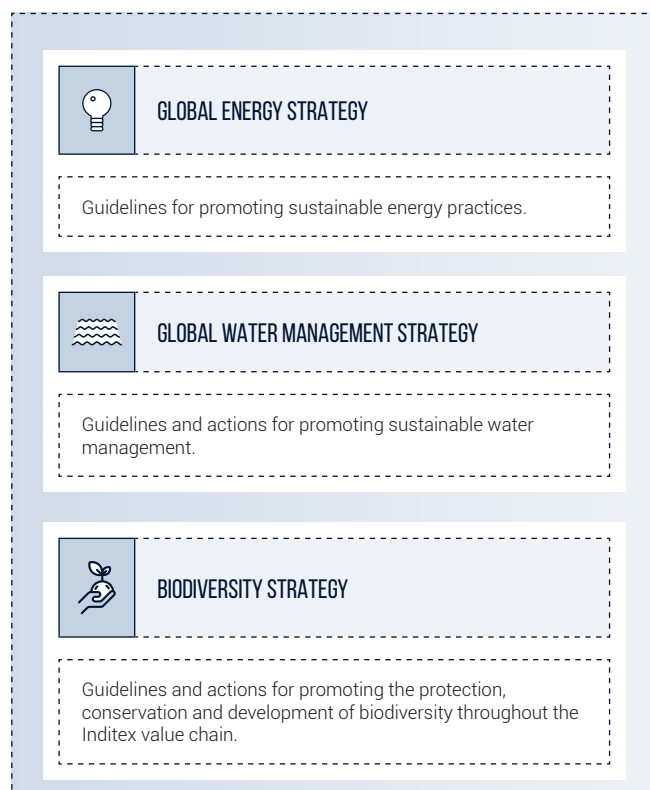 GLOBAL ENERGY STRATEGY
Guidelines for promoting sustainable energy practices.
GLOBAL WATER MANAGEMENT STRATEGY
Guidelines and actions for promoting sustainable water
management.
BIODIVERSITY STRATEGY
Guidelines and actions for promoting the protection,
conservation and development of biodiversity throughout the
Inditex value chain.